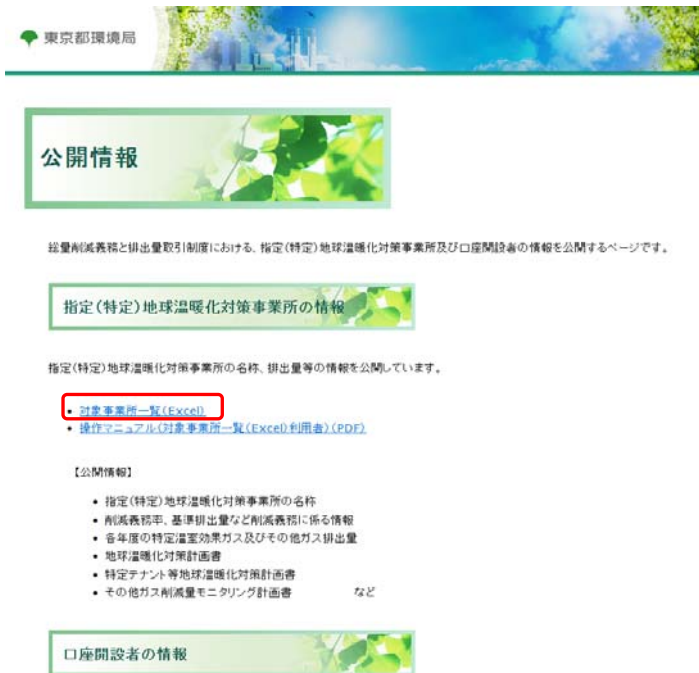 東京都環境局
公開情報
総量削減義務と排出量取引制度における、指定(特定)地球温暖化対策事業所及び口座開設者の情報を公開するページです。
指定(特定)地球温暖化対策事業所の情報
指定(特定)地球温暖化対策事業所の名称、排出量等の情報を公開しています。
• 対象事業所一覧(Excel)
• 操作マニュアル(対象事業所一覧(Excel)利用者)(PDF)
【公開情報】
• 指定(特定)地球温暖化対策事業所の名称
• 削減義務率、基準排出量など削減義務に係る情報
• 各年度の特定温室効果ガス及びその他ガス排出量
• 地球温暖化対策計画書
• 特定テナント等地球温暖化対策計画書
• その他ガス削減量モニタリング計画書 など
口座開設者の情報